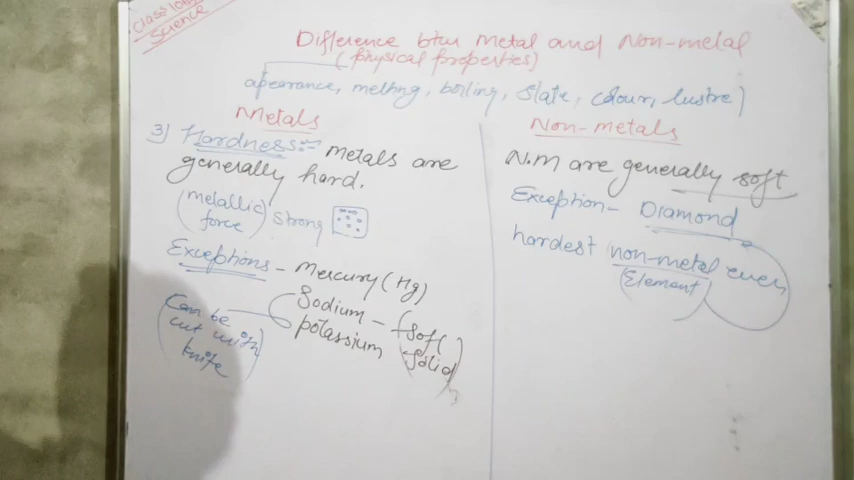 Class 10th
Science
Difference btw Metal and Non-metal
(physical properties)
apearance, melting, boiling, State, colour, lustre)
Metals
3) Hardness:- metals are
generally hard.
(metallic force) strong
Exceptions - Mercury (Hg)
Sodium - (Soft
potassium solid)
(Can be
cut with
knife)
Non-metals
N.M are generally soft
Exception - Diamond
hardest non-metal ever
(Element)